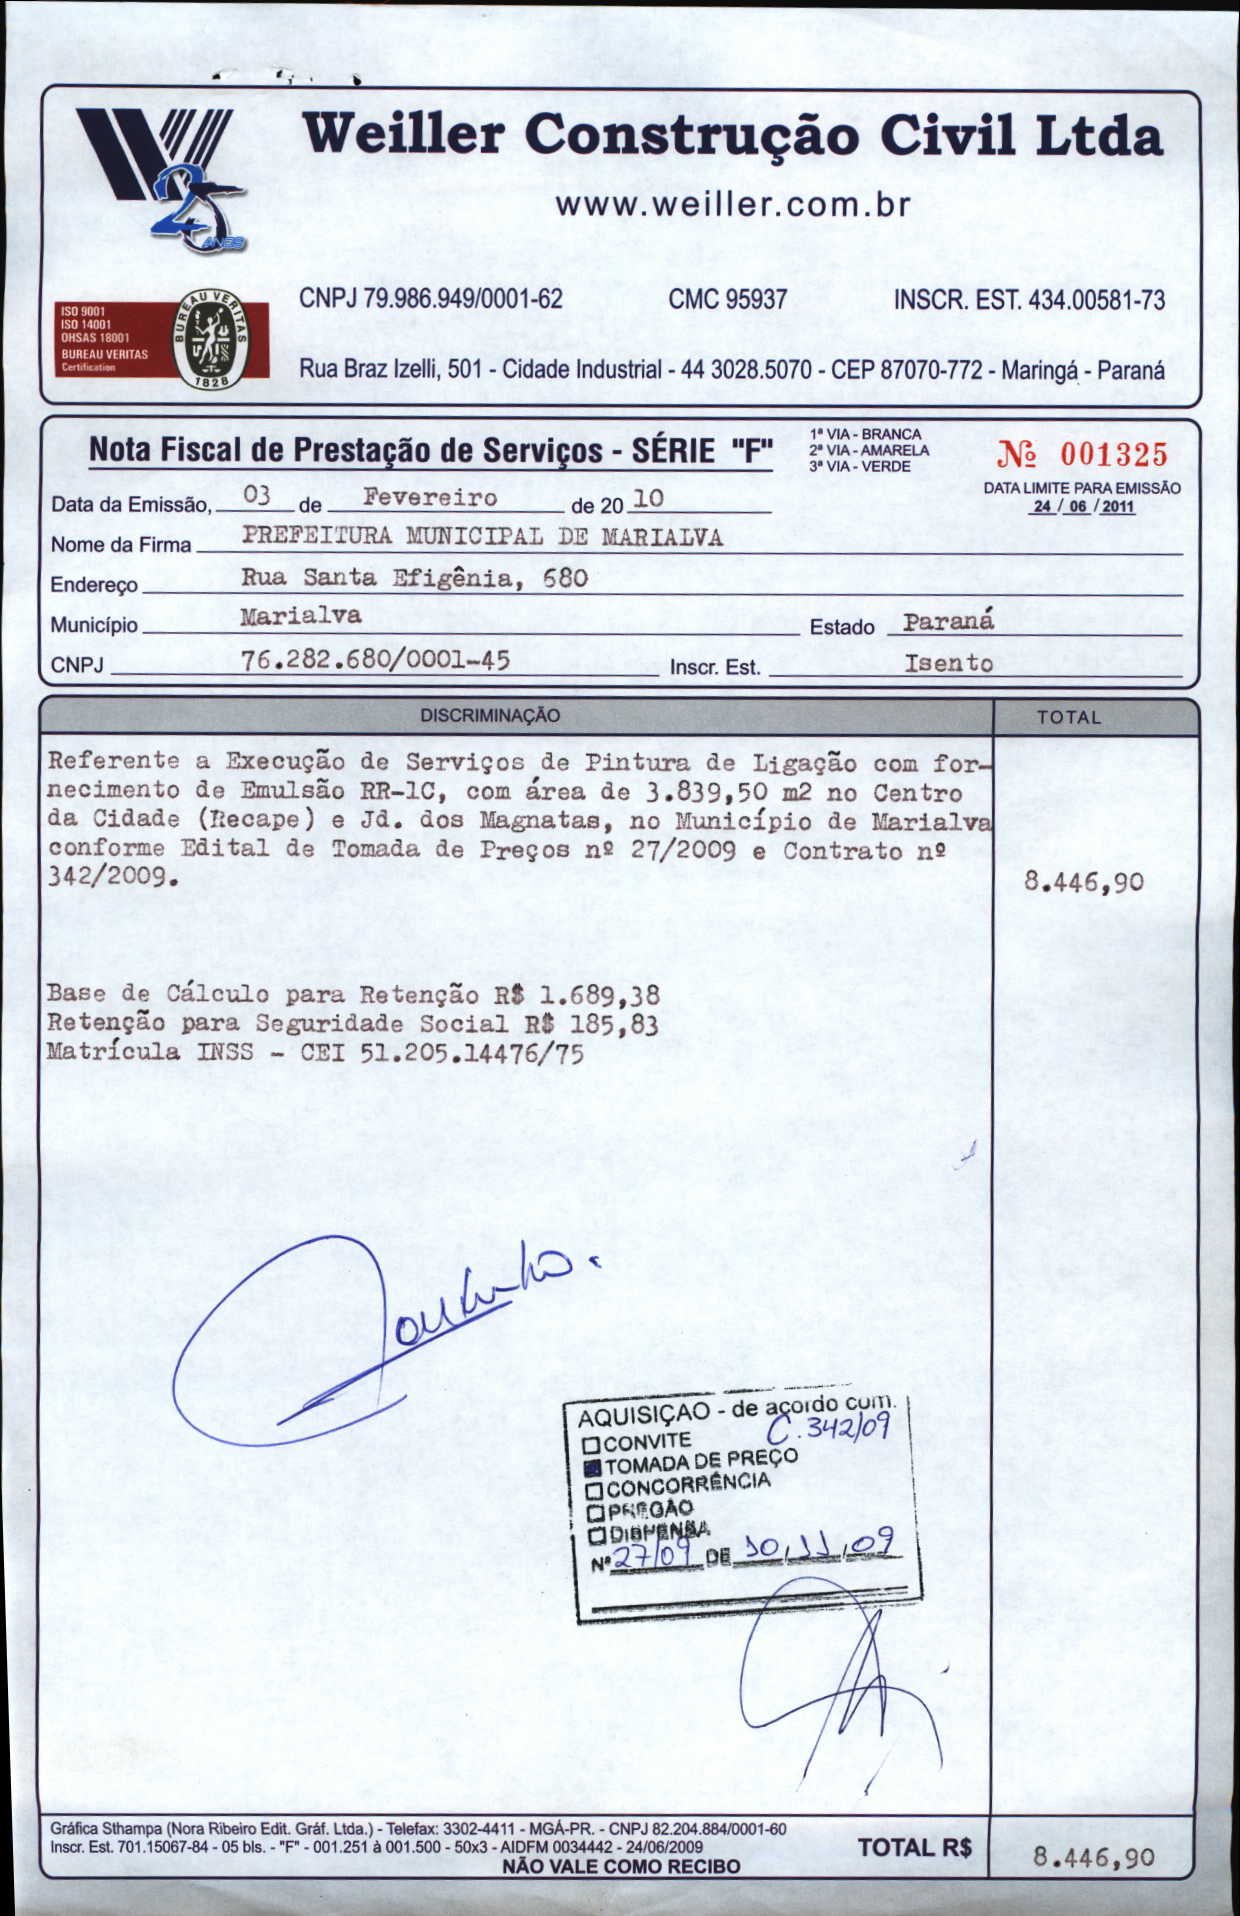 Weiller Construção Civil Ltda
www.weiller.com.br
25 ANOS
ISO 9001
ISO 14001
OHSAS 18001
BUREAU VERITAS
Certification
BUREAU VERITAS
1828
CNPJ 79.986.949/0001-62 CMC 95937 INSCR. EST. 434.00581-73
Rua Braz Izelli, 501 - Cidade Industrial - 44 3028.5070 - CEP 87070-772 - Maringá - Paraná
Nota Fiscal de Prestação de Serviços - SÉRIE "F"
1ª VIA - BRANCA
2ª VIA - AMARELA
3ª VIA - VERDE
Nº 001325
DATA LIMITE PARA EMISSÃO
24 / 06 / 2011
Data da Emissão, 03 de Fevereiro de 20 10
Nome da Firma PREFEITURA MUNICIPAL DE MARIALVA
Endereço Rua Santa Efigênia, 680
Município Marialva Estado Paraná
CNPJ 76.282.680/0001-45 Inscr. Est. Isento
DISCRIMINAÇÃO TOTAL
Referente a Execução de Serviços de Pintura de Ligação com for-
necimento de Emulsão RR-1C, com área de 3.839,50 m2 no Centro
da Cidade (Recape) e Jd. dos Magnatas, no Município de Marialva
conforme Edital de Tomada de Preços nº 27/2009 e Contrato nº
342/2009. 8.446,90
Base de Cálculo para Retenção R$ 1.689,38
Retenção para Seguridade Social R$ 185,83
Matrícula INSS - CEI 51.205.14476/75
AQUISIÇAO - de acordo com.
C. 342/09
CONVITE
TOMADA DE PREÇO
CONCORRÊNCIA
PREGÃO
DISPENSA
Nº 27/09 DE 10,11,09
Gráfica Sthampa (Nora Ribeiro Edit. Gráf. Ltda.) - Telefax: 3302-4411 - MGÁ-PR. - CNPJ 82.204.884/0001-60
Inscr. Est. 701.15067-84 - 05 bls. - "F" - 001.251 à 001.500 - 50x3 - AIDFM 0034442 - 24/06/2009
NÃO VALE COMO RECIBO
TOTAL R$ 8.446,90